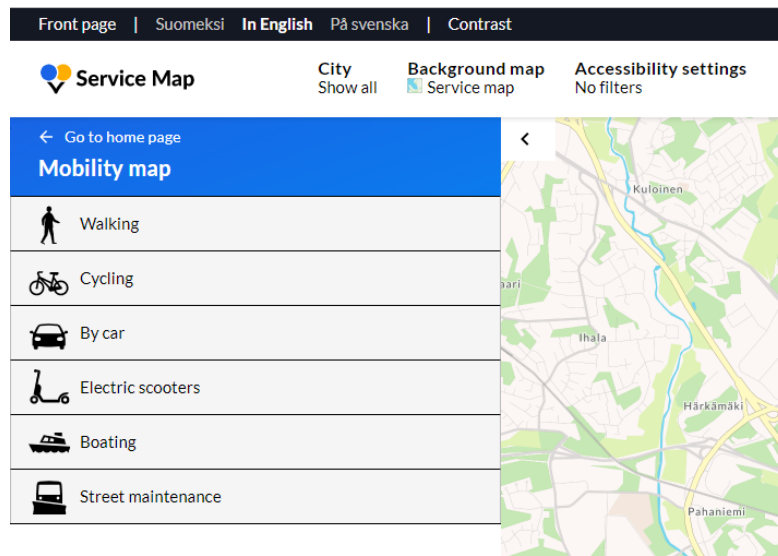 Front page | Suomeksi In English På svenska | Contrast
Service Map
City
Show all
Background map
Service map
Accessibility settings
No filters
← Go to home page
Mobility map
Walking
Cycling
By car
Electric scooters
Boating
Street maintenance
Kuloinen
aari
Ihala
Härkämäki
Pahaniemi